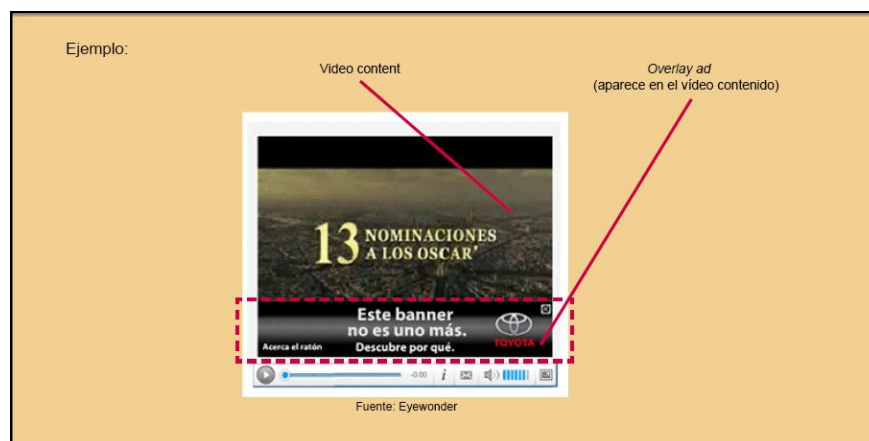 Ejemplo:
Video content
Overlay ad
(aparece en el vídeo contenido)
13 NOMINACIONES
A LOS OSCAR'
Este banner
no es uno más.
Acerca el ratón
Descubre por qué.
TOYOTA
-0:00
i
Fuente: Eyewonder